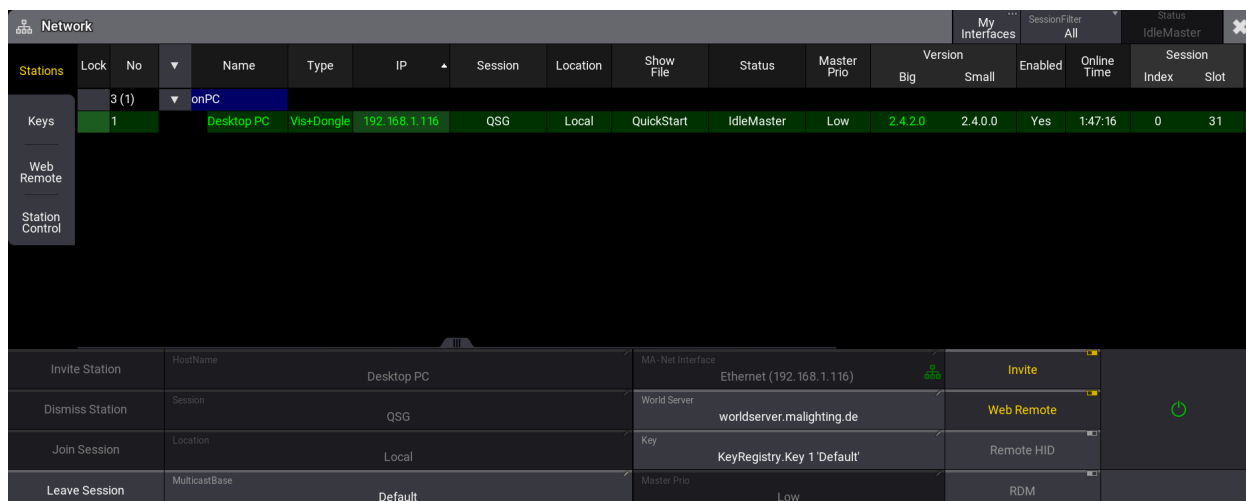 Network
My Interfaces
SessionFilter
All
Status
IdleMaster
Stations
Lock No Name Type IP Session Location Show File Status Master Prio Version Big Small Enabled Online Time Session Index Slot
3 (1) onPC
1 Desktop PC Vis+Dongle 192.168.1.116 QSG Local QuickStart IdleMaster Low 2.4.2.0 2.4.0.0 Yes 1:47:16 0 31
Keys
Web
Remote
Station
Control
Invite Station
HostName
Desktop PC
MA-Net Interface
Ethernet (192.168.1.116)
Invite
Dismiss Station
Session
QSG
World Server
worldserver.malighting.de
Web Remote
Join Session
Location
Local
Key
KeyRegistry.Key 1 'Default'
Remote HID
Leave Session
MulticastBase
Default
Master Prio
Low
RDM